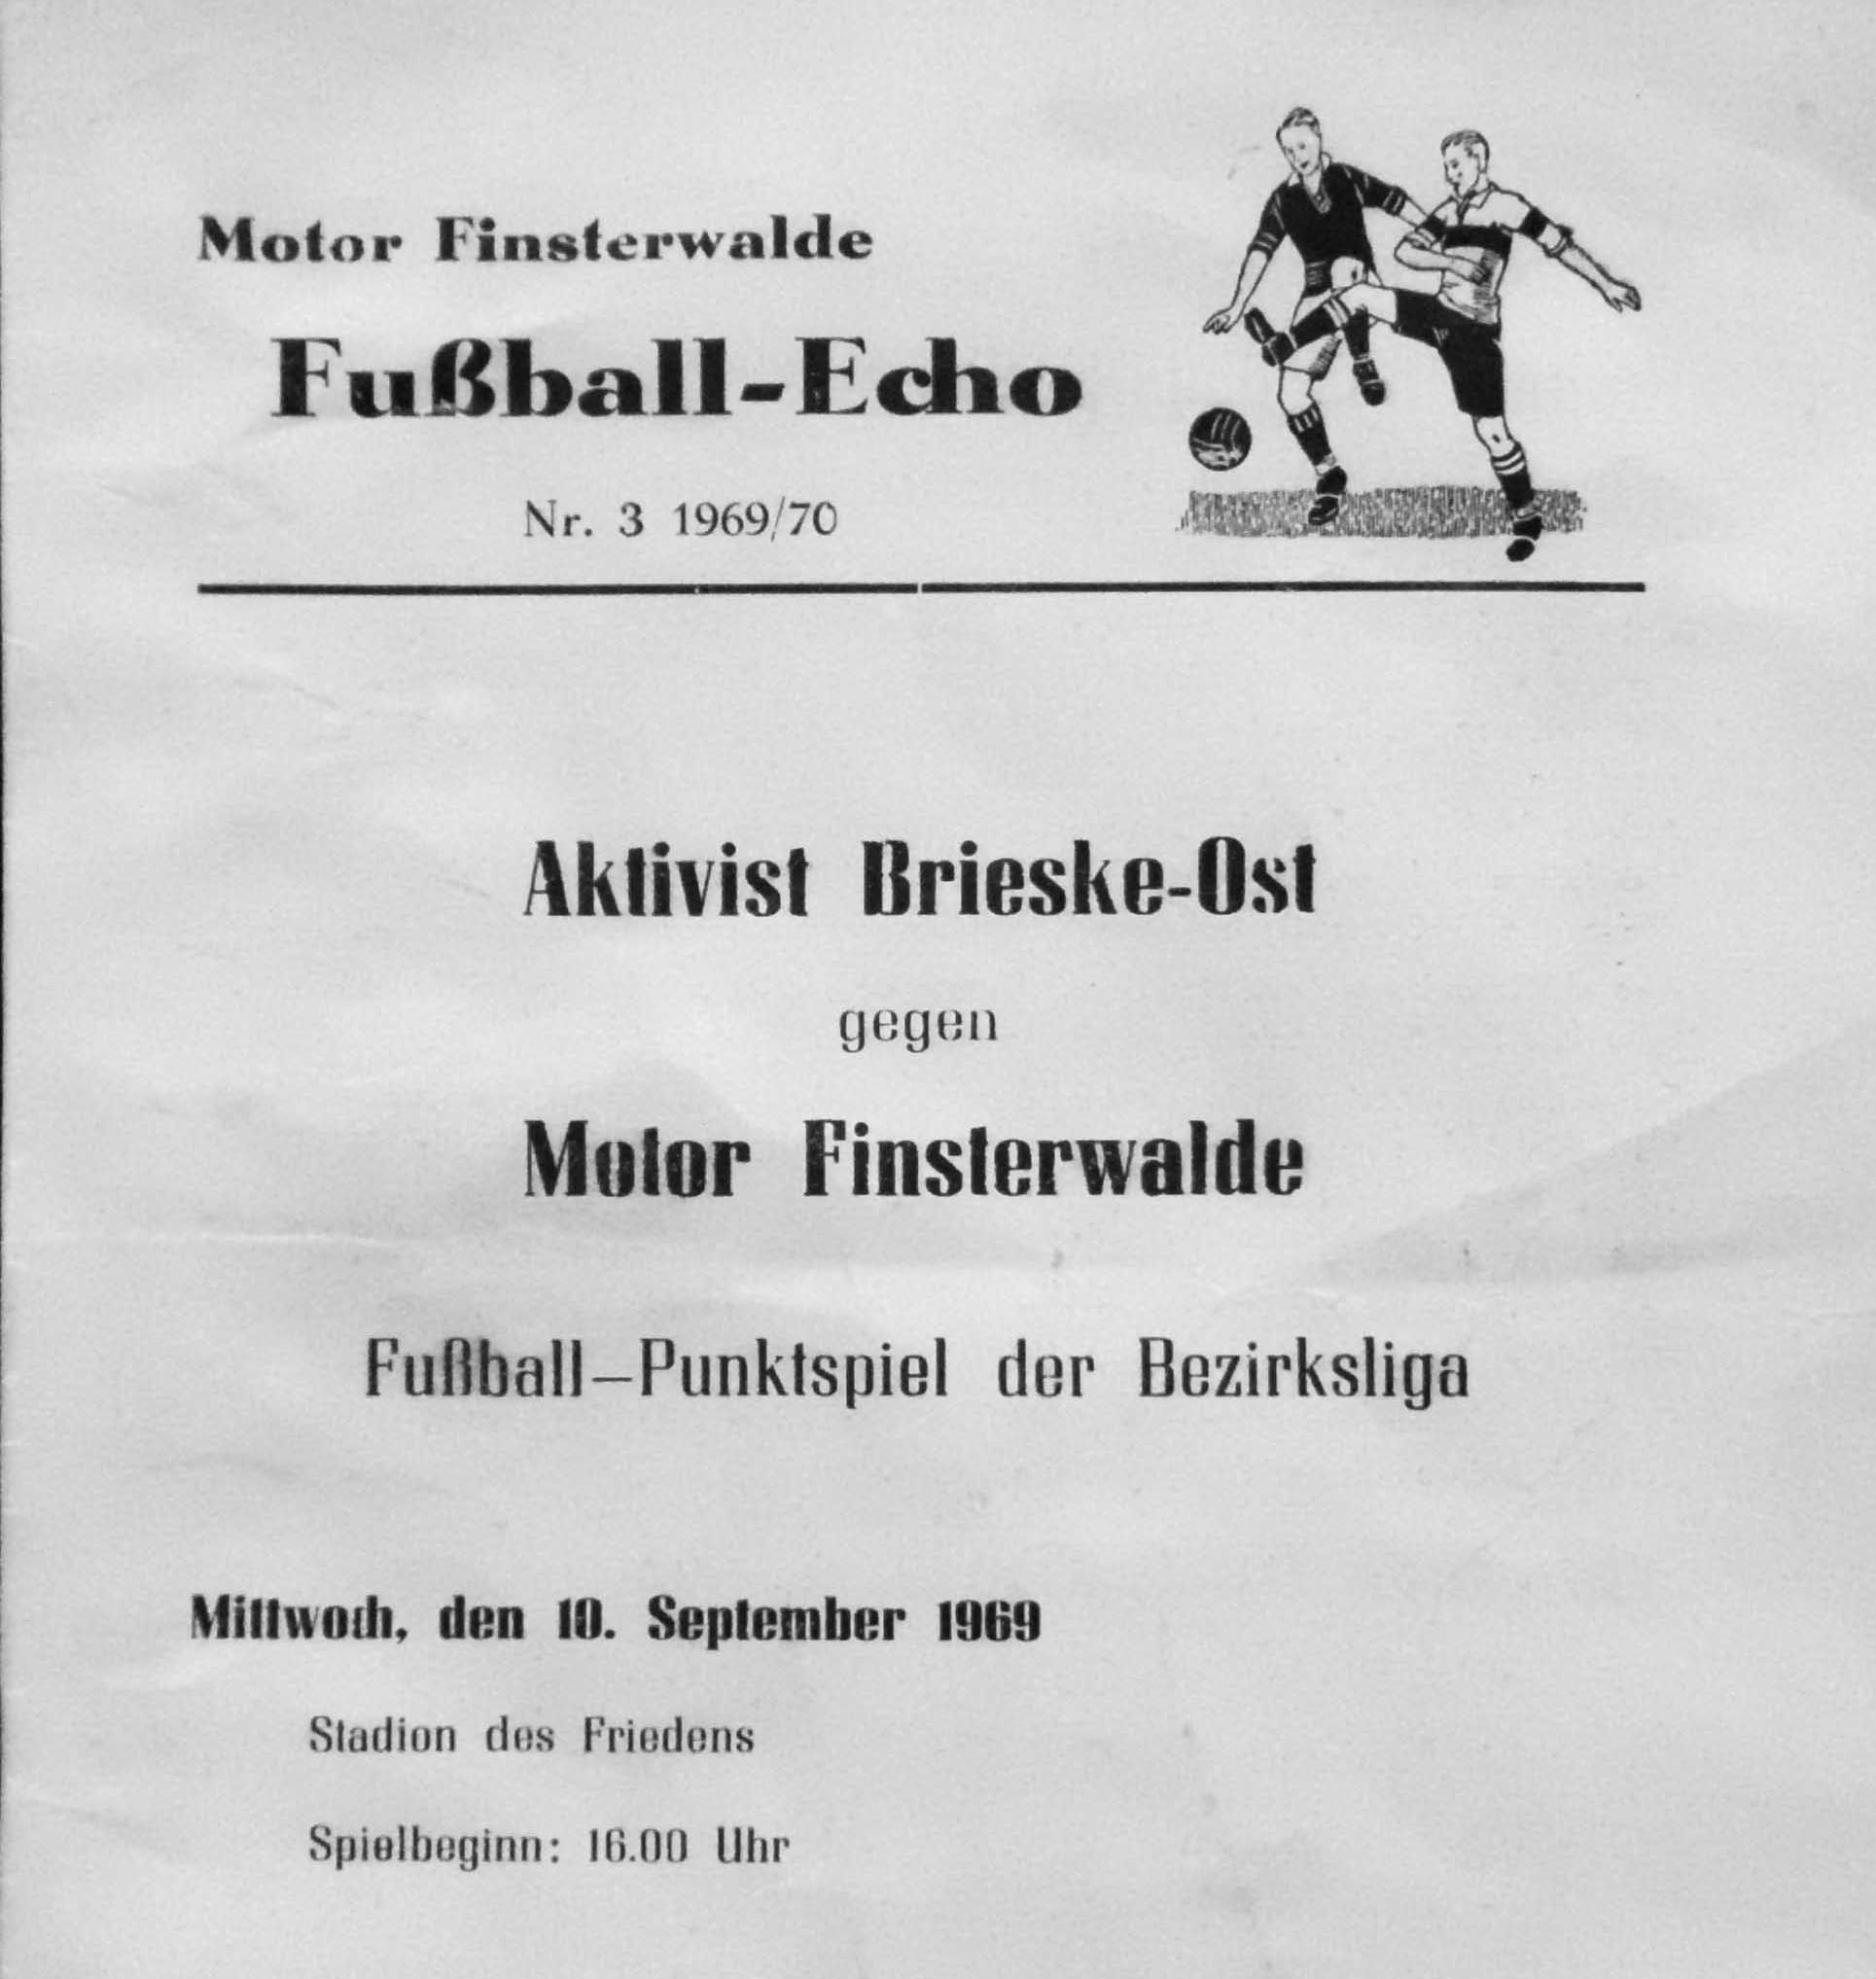 Motor Finsterwalde
Fußball-Echo
Nr. 3 1969/70
Aktivist Brieske-Ost
gegen
Motor Finsterwalde
Fußball-Punktspiel der Bezirksliga
Mittwoch, den 10. September 1969
Stadion des Friedens
Spielbeginn: 16.00 Uhr